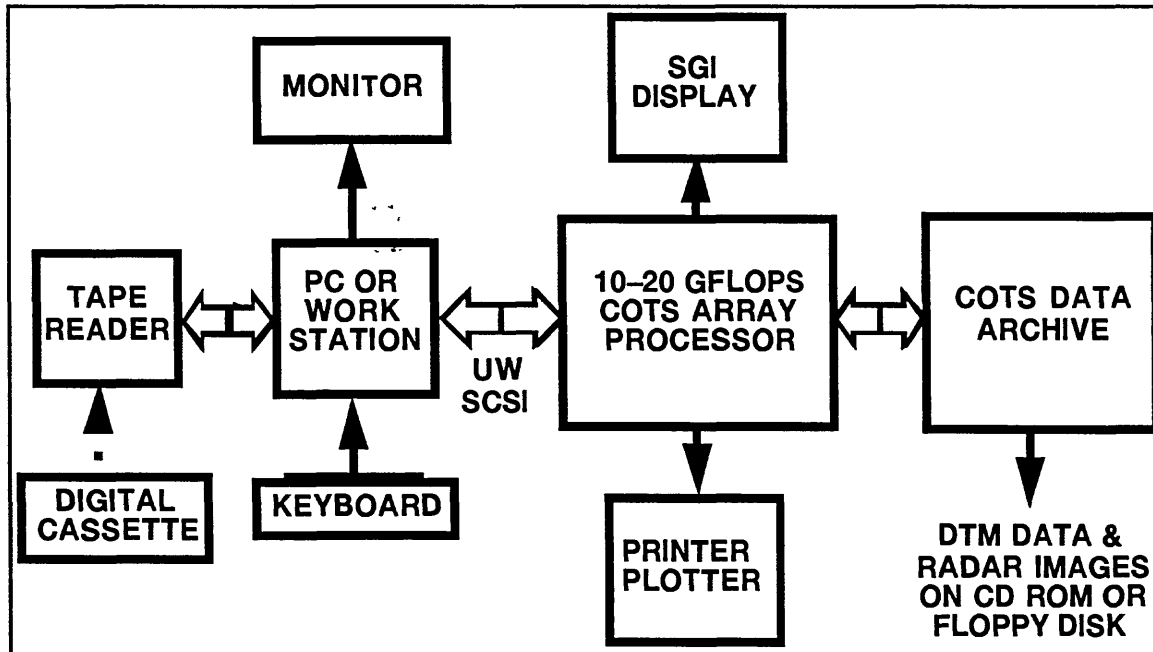 MONITOR
SGI
DISPLAY
TAPE
READER
PC OR
WORK
STATION
UW
SCSI
10–20 GFLOPS
COTS ARRAY
PROCESSOR
COTS DATA
ARCHIVE
DIGITAL
CASSETTE
KEYBOARD
PRINTER
PLOTTER
DTM DATA &
RADAR IMAGES
ON CD ROM OR
FLOPPY DISK